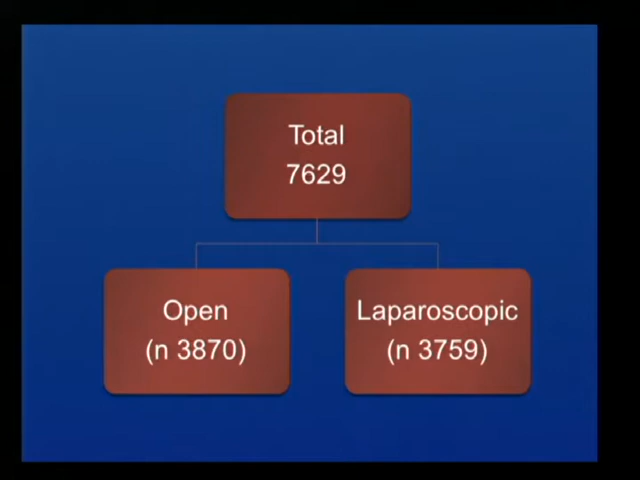 Total
7629
Open
(n 3870)
Laparoscopic
(n 3759)